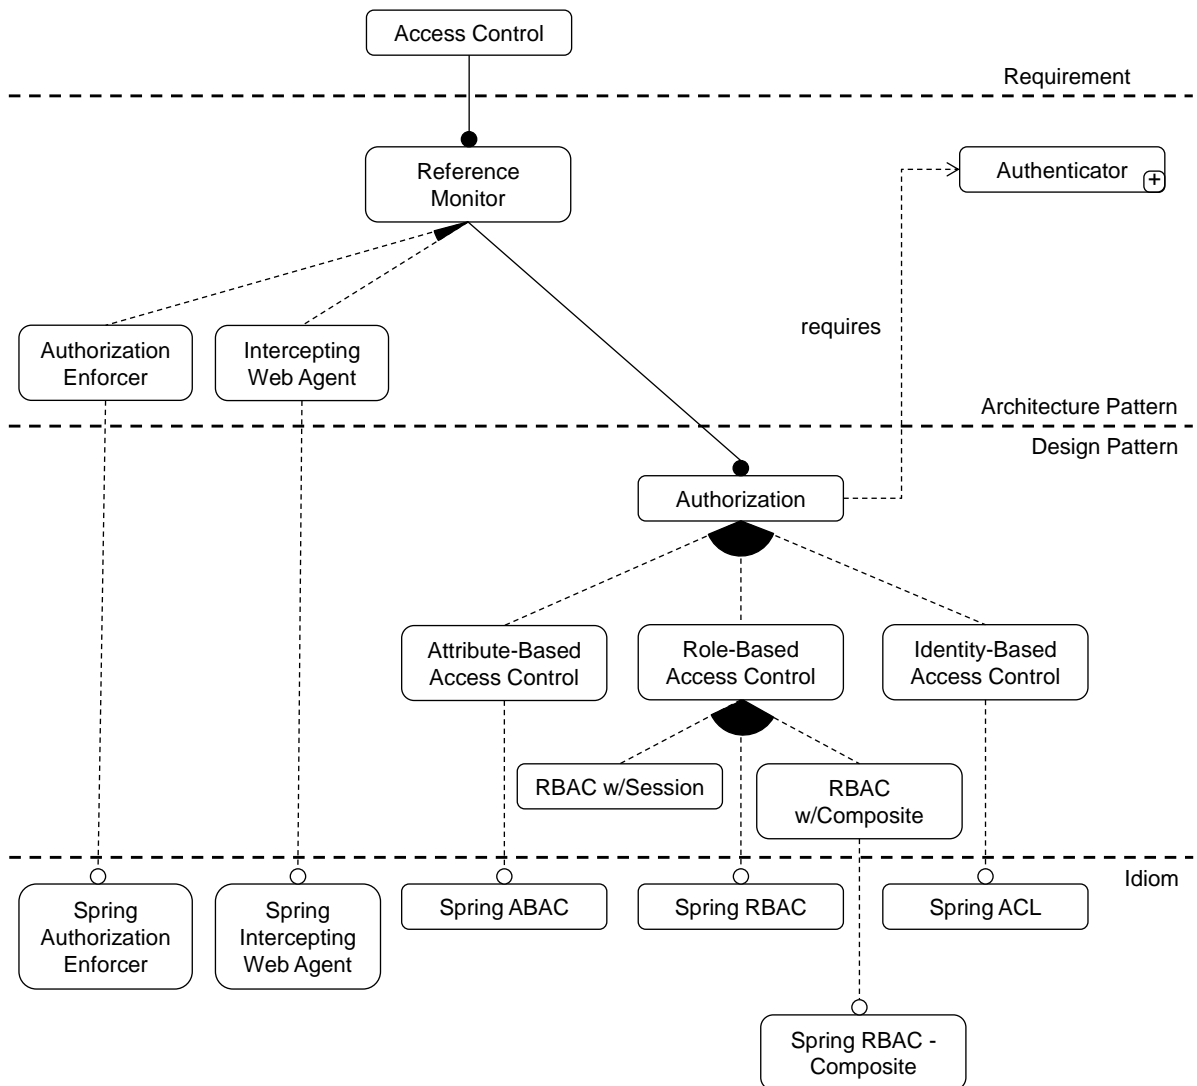 Access Control
Requirement
Reference
Monitor
Authenticator
+
requires
Authorization
Enforcer
Intercepting
Web Agent
Architecture Pattern
Design Pattern
Authorization
Attribute-Based
Access Control
Role-Based
Access Control
Identity-Based
Access Control
RBAC w/Session
RBAC
w/Composite
Idiom
Spring
Authorization
Enforcer
Spring
Intercepting
Web Agent
Spring ABAC
Spring RBAC
Spring ACL
Spring RBAC -
Composite